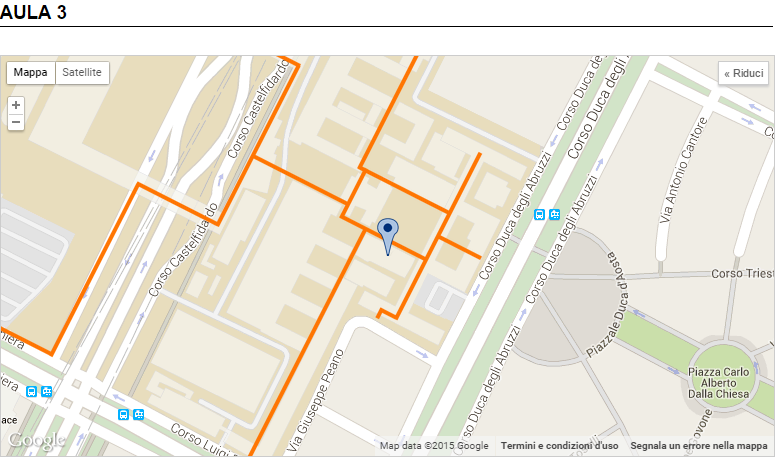 AULA 3
Mappa
Satellite
« Riduci
+
−
Corso Castelfidardo
Corso Castelfidardo
Corso Duca degli Abruzzi
Corso Duca degli
Corso Duca degli Abruzzi
Corso Duca degli Abruzzi
Corso Duca degli Abruzzi
Via Antonio Cantore
Corso Triest
Piazzale Duca d'Aosta
Piazza Carlo
Alberto
Dalla Chiesa
Via Giuseppe Peano
Corso Luigi
niera
iera
ace
Google
Map data ©2015 Google
Termini e condizioni d'uso
Segnala un errore nella mappa